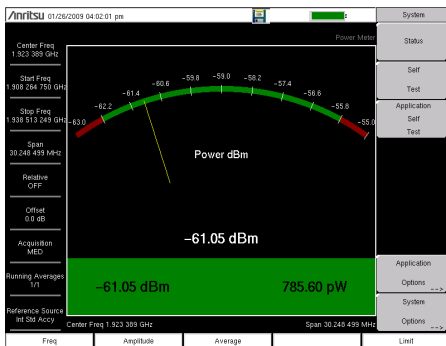 Anritsu 01/26/2009 04:02:01 pm
System
Power Meter
Center Freq
1.923 389 GHz
Start Freq
1.908 264 750 GHz
Stop Freq
1.938 513 249 GHz
Span
30.248 499 MHz
Relative
OFF
Offset
0.0 dB
Acquisition
MED
Running Averages
1/1
Reference Source
Int Std Accy
-63.0
-62.2
-61.4
-60.6
-59.8
-59.0
-58.2
-57.4
-56.6
-55.8
-55.0
Power dBm
-61.05 dBm
-61.05 dBm
785.60 pW
Center Freq 1.923 389 GHz
Span 30.248 499 MHz
Status
Self
Test
Application
Self
Test
Application
Options
-->
System
Options
-->
Freq
Amplitude
Average
Limit